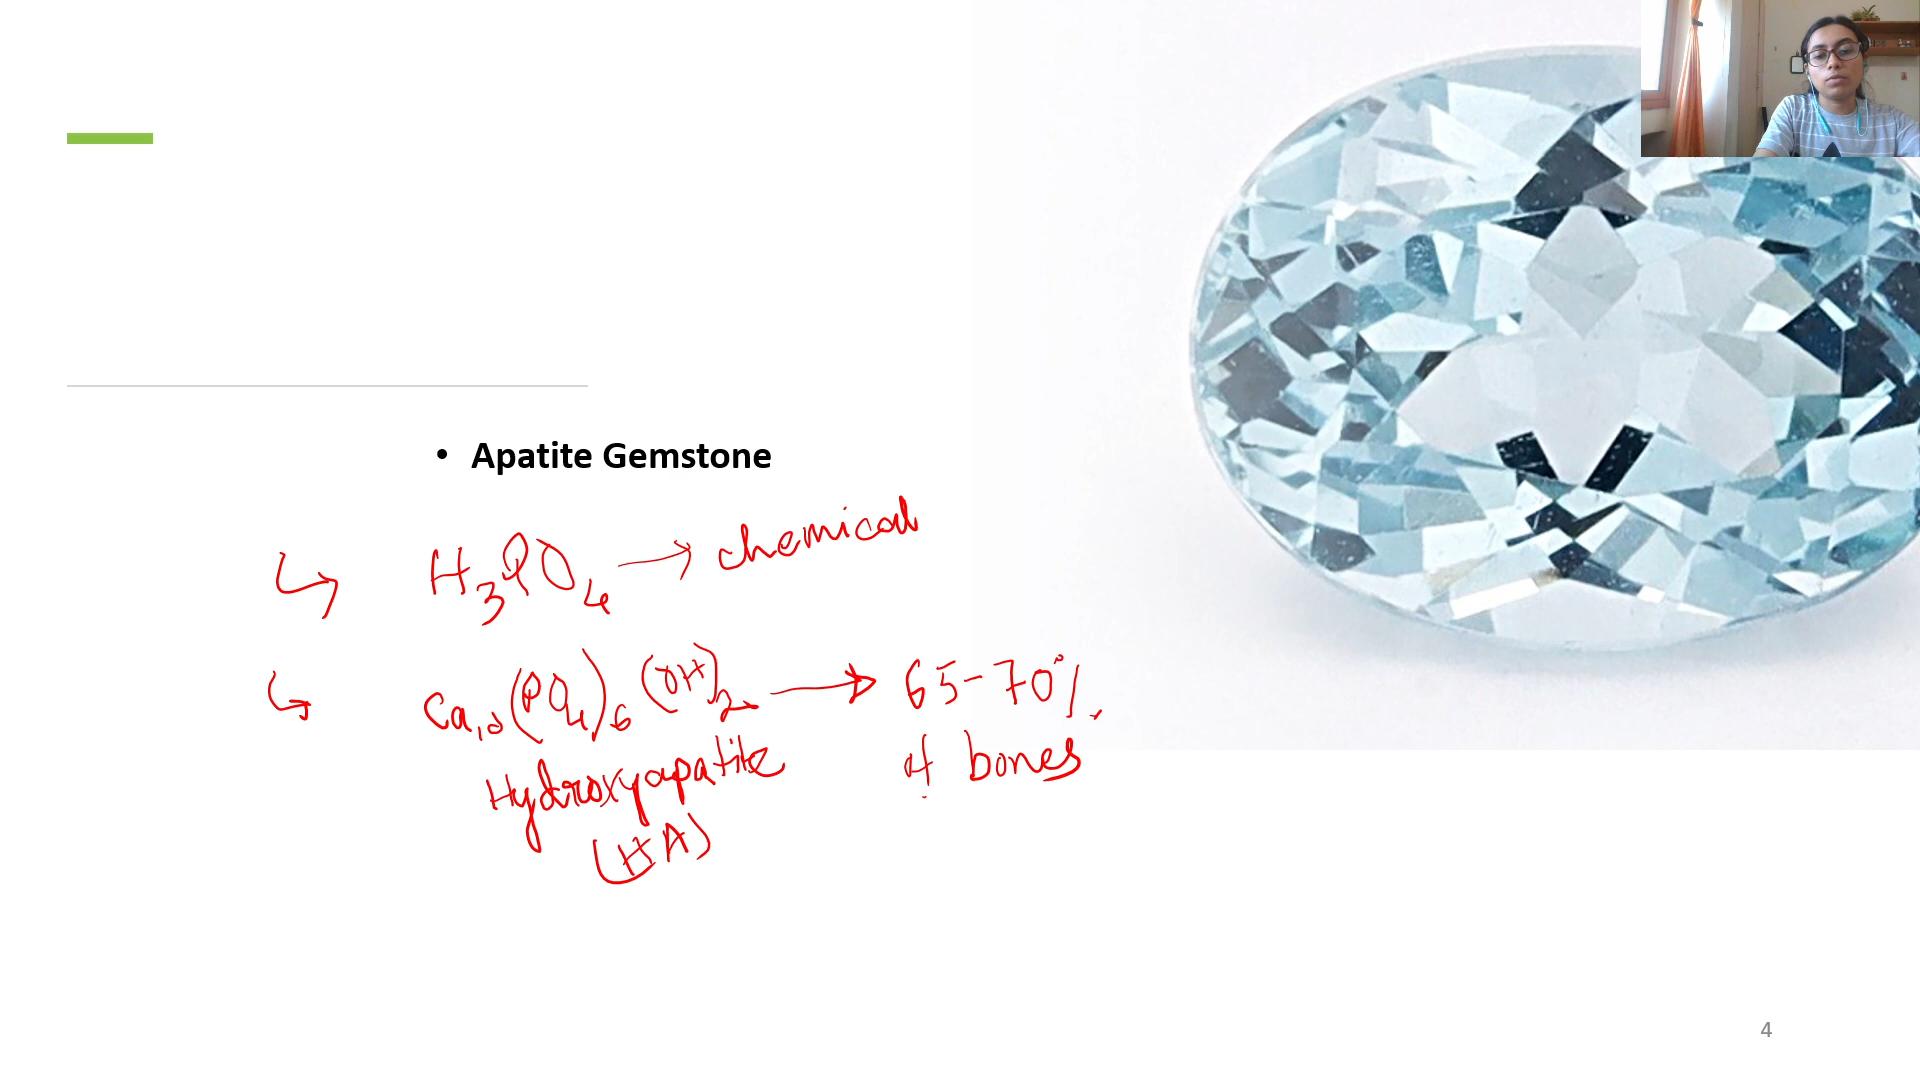 • Apatite Gemstone
H₃PO₄ → chemical
Ca₁₀(PO₄)₆(OH)₂ → 65-70%
Hydroxyapatite of bones
(HA)
4